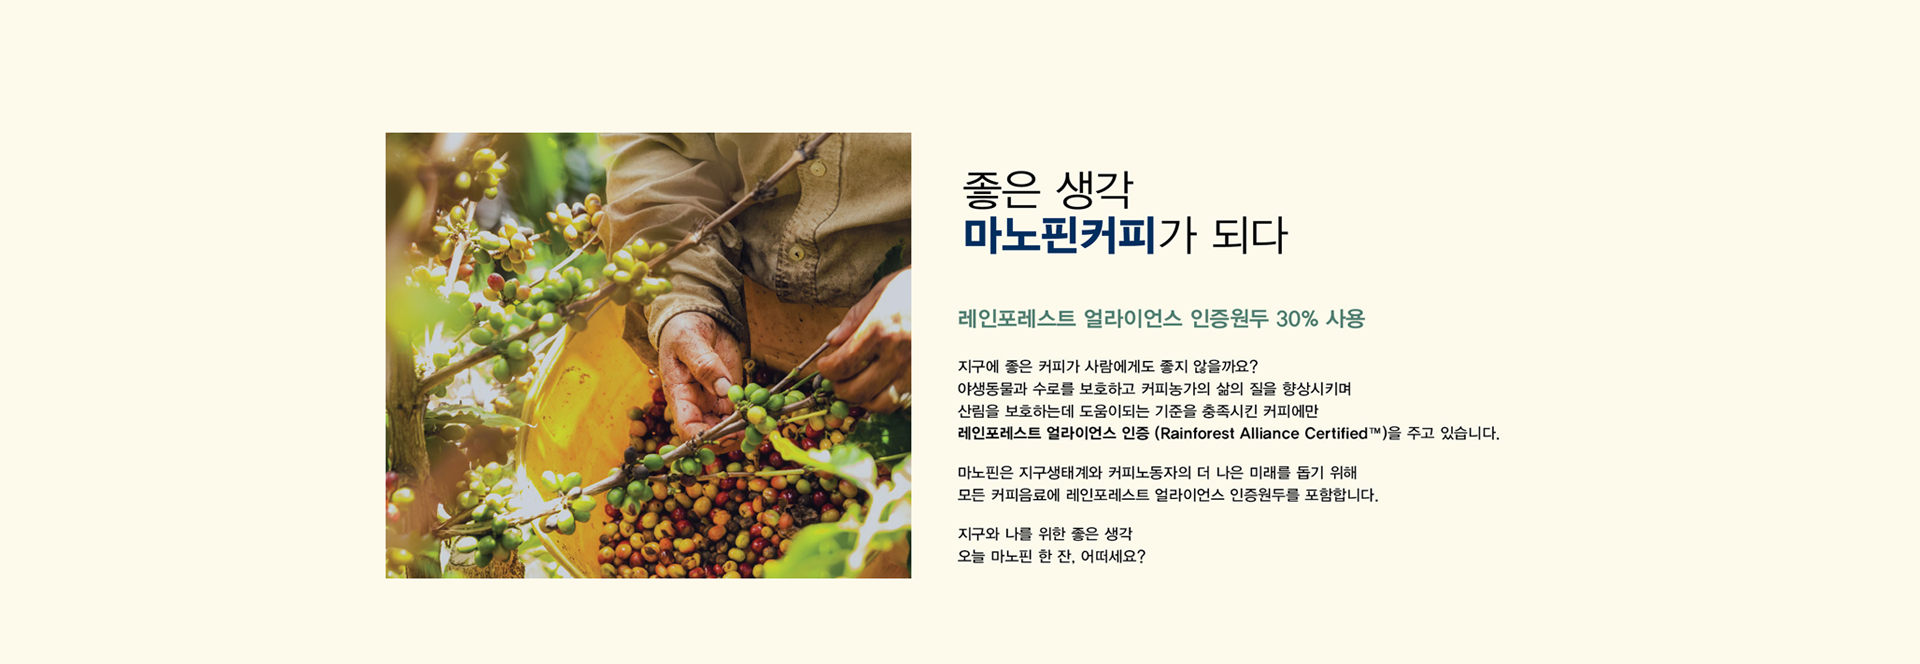 좋은 생각
마노핀커피가 되다
레인포레스트 얼라이언스 인증원두 30% 사용
지구에 좋은 커피가 사람에게도 좋지 않을까요?
야생동물과 수로를 보호하고 커피농가의 삶의 질을 향상시키며
산림을 보호하는데 도움이되는 기준을 충족시킨 커피에만
레인포레스트 얼라이언스 인증 (Rainforest Alliance Certified™)을 주고 있습니다.
마노핀은 지구생태계와 커피노동자의 더 나은 미래를 돕기 위해
모든 커피음료에 레인포레스트 얼라이언스 인증원두를 포함합니다.
지구와 나를 위한 좋은 생각
오늘 마노핀 한 잔, 어떠세요?